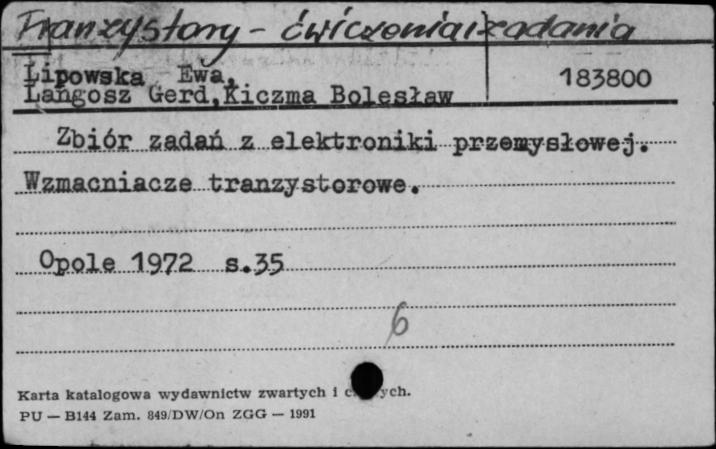 Tranzystory - ćwiczenia i zadania
Lipowska Ewa,
183800
Langosz Gerd, Kiczma Bolesław
Zbiór zadań z elektroniki przemysłowej.
Wzmacniacze tranzystorowe.
Opole 1972 s.35
6
Karta katalogowa wydawnictw zwartych i ych.
PU — B144 Zam. 849/DW/On ZGG — 1991